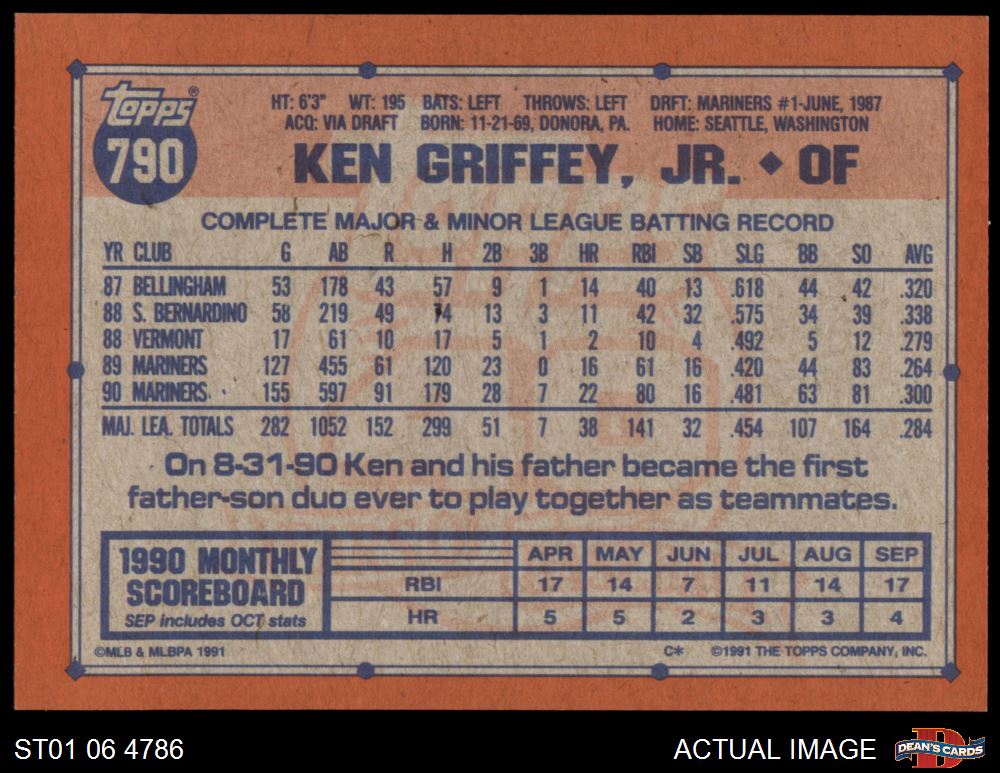 Topps®
790
HT: 6'3" WT: 195 BATS: LEFT THROWS: LEFT DRFT: MARINERS #1-JUNE, 1987
ACQ: VIA DRAFT BORN: 11-21-69, DONORA, PA. HOME: SEATTLE, WASHINGTON
KEN GRIFFEY, JR. ◆ OF
COMPLETE MAJOR & MINOR LEAGUE BATTING RECORD
YR CLUB G AB R H 2B 3B HR RBI SB SLG BB SO AVG
87 BELLINGHAM 53 178 43 57 9 1 14 40 13 .618 44 42 .320
88 S. BERNARDINO 58 219 49 74 13 3 11 42 32 .575 34 39 .338
88 VERMONT 17 61 10 17 5 1 2 10 4 .492 5 12 .279
89 MARINERS 127 455 61 120 23 0 16 61 16 .420 44 83 .264
90 MARINERS 155 597 91 179 28 7 22 80 16 .481 63 81 .300
MAJ. LEA. TOTALS 282 1052 152 299 51 7 38 141 32 .454 107 164 .284
On 8-31-90 Ken and his father became the first
father-son duo ever to play together as teammates.
1990 MONTHLY
SCOREBOARD
SEP includes OCT stats
APR MAY JUN JUL AUG SEP
RBI 17 14 7 11 14 17
HR 5 5 2 3 3 4
©MLB & MLBPA 1991 C* ©1991 THE TOPPS COMPANY, INC.
ST01 06 4786 ACTUAL IMAGE DEAN'S CARDS